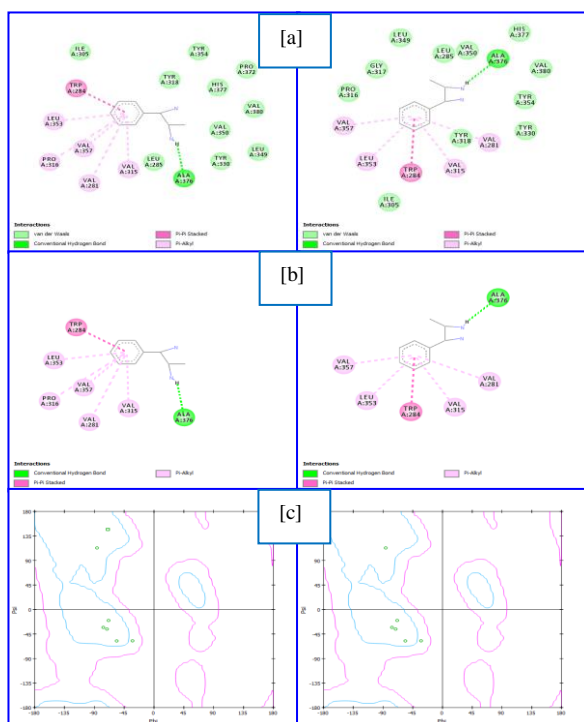 [a]
ILE
A:305
TYR
A:354
PRO
A:372
TYR
A:318
TRP
A:284
HIS
A:377
VAL
A:380
LEU
A:353
VAL
A:350
VAL
A:357
LEU
A:349
PRO
A:316
VAL
A:315
LEU
A:285
TYR
A:330
VAL
A:281
ALA
A:376
N
H
Interactions
van der Waals
Conventional Hydrogen Bond
Pi-Pi Stacked
Pi-Alkyl
HIS
A:377
LEU
A:349
LEU
A:285
VAL
A:350
ALA
A:376
GLY
A:317
VAL
A:380
PRO
A:316
TYR
A:354
VAL
A:357
TYR
A:318
VAL
A:281
TYR
A:330
LEU
A:353
TRP
A:284
VAL
A:315
ILE
A:305
Interactions
van der Waals
Conventional Hydrogen Bond
Pi-Pi Stacked
Pi-Alkyl
[b]
TRP
A:284
LEU
A:353
VAL
A:357
PRO
A:316
VAL
A:315
VAL
A:281
ALA
A:376
Interactions
Conventional Hydrogen Bond
Pi-Pi Stacked
Pi-Alkyl
ALA
A:376
VAL
A:357
VAL
A:281
LEU
A:353
TRP
A:284
VAL
A:315
Interactions
Conventional Hydrogen Bond
Pi-Pi Stacked
Pi-Alkyl
[c]
180
135
90
45
0
-45
-90
-135
-180
Psi
-180 -135 -90 -45 0 45 90 135 180
Phi
180
135
90
45
0
-45
-90
-135
-180
Psi
-180 -135 -90 -45 0 45 90 135 180
Phi